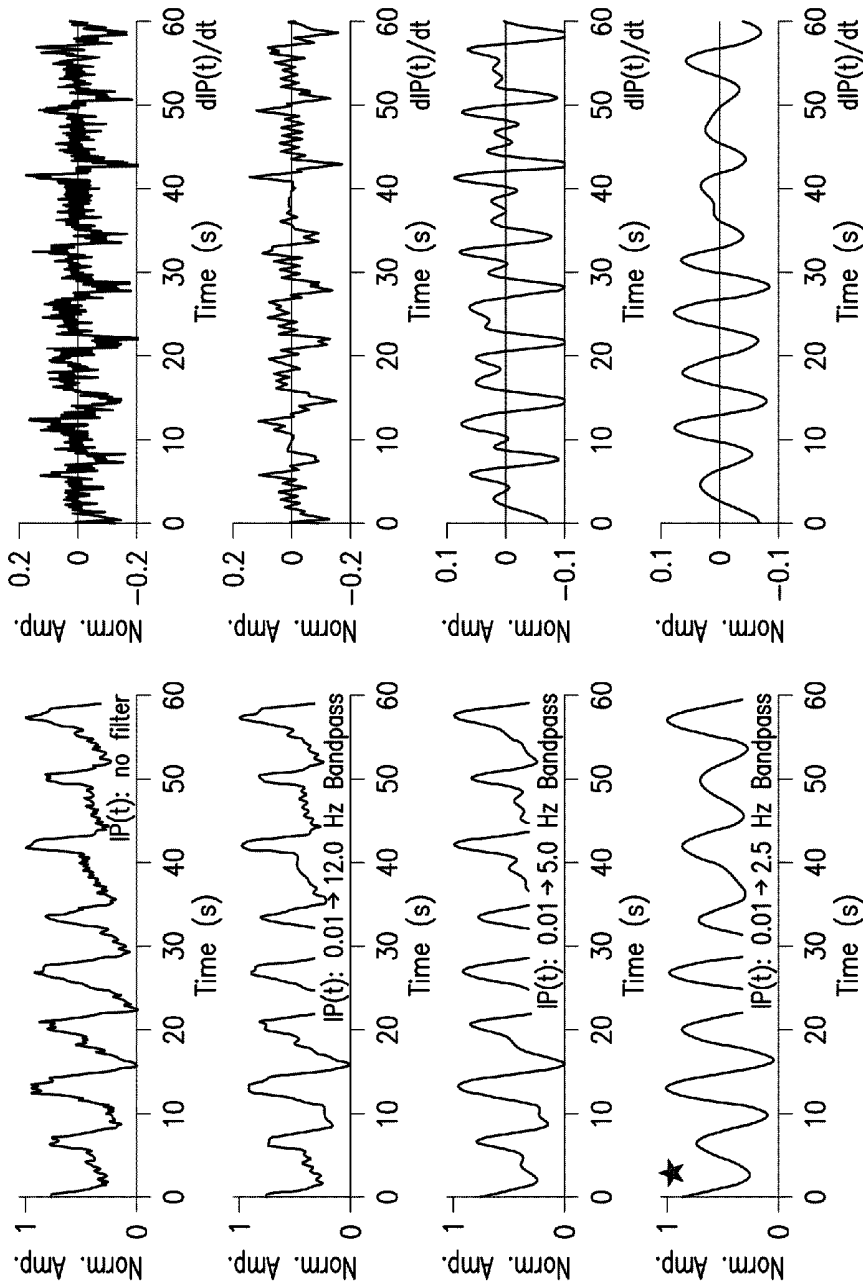 Norm. Amp.
1
0
IP(t): no filter
0 10 20 30 40 50 60
Time (s)
Norm. Amp.
0.2
0
-0.2
0 10 20 30 40 50 60
Time (s) dIP(t)/dt
Norm. Amp.
1
0
IP(t): 0.01→12.0 Hz Bandpass
0 10 20 30 40 50 60
Time (s)
Norm. Amp.
0.2
0
-0.2
0 10 20 30 40 50 60
Time (s) dIP(t)/dt
Norm. Amp.
1
0
IP(t): 0.01→5.0 Hz Bandpass
0 10 20 30 40 50 60
Time (s)
Norm. Amp.
0.1
0
-0.1
0 10 20 30 40 50 60
Time (s) dIP(t)/dt
Norm. Amp.
1
0
IP(t): 0.01→2.5 Hz Bandpass
0 10 20 30 40 50 60
Time (s)
Norm. Amp.
0.1
0
-0.1
0 10 20 30 40 50 60
Time (s) dIP(t)/dt